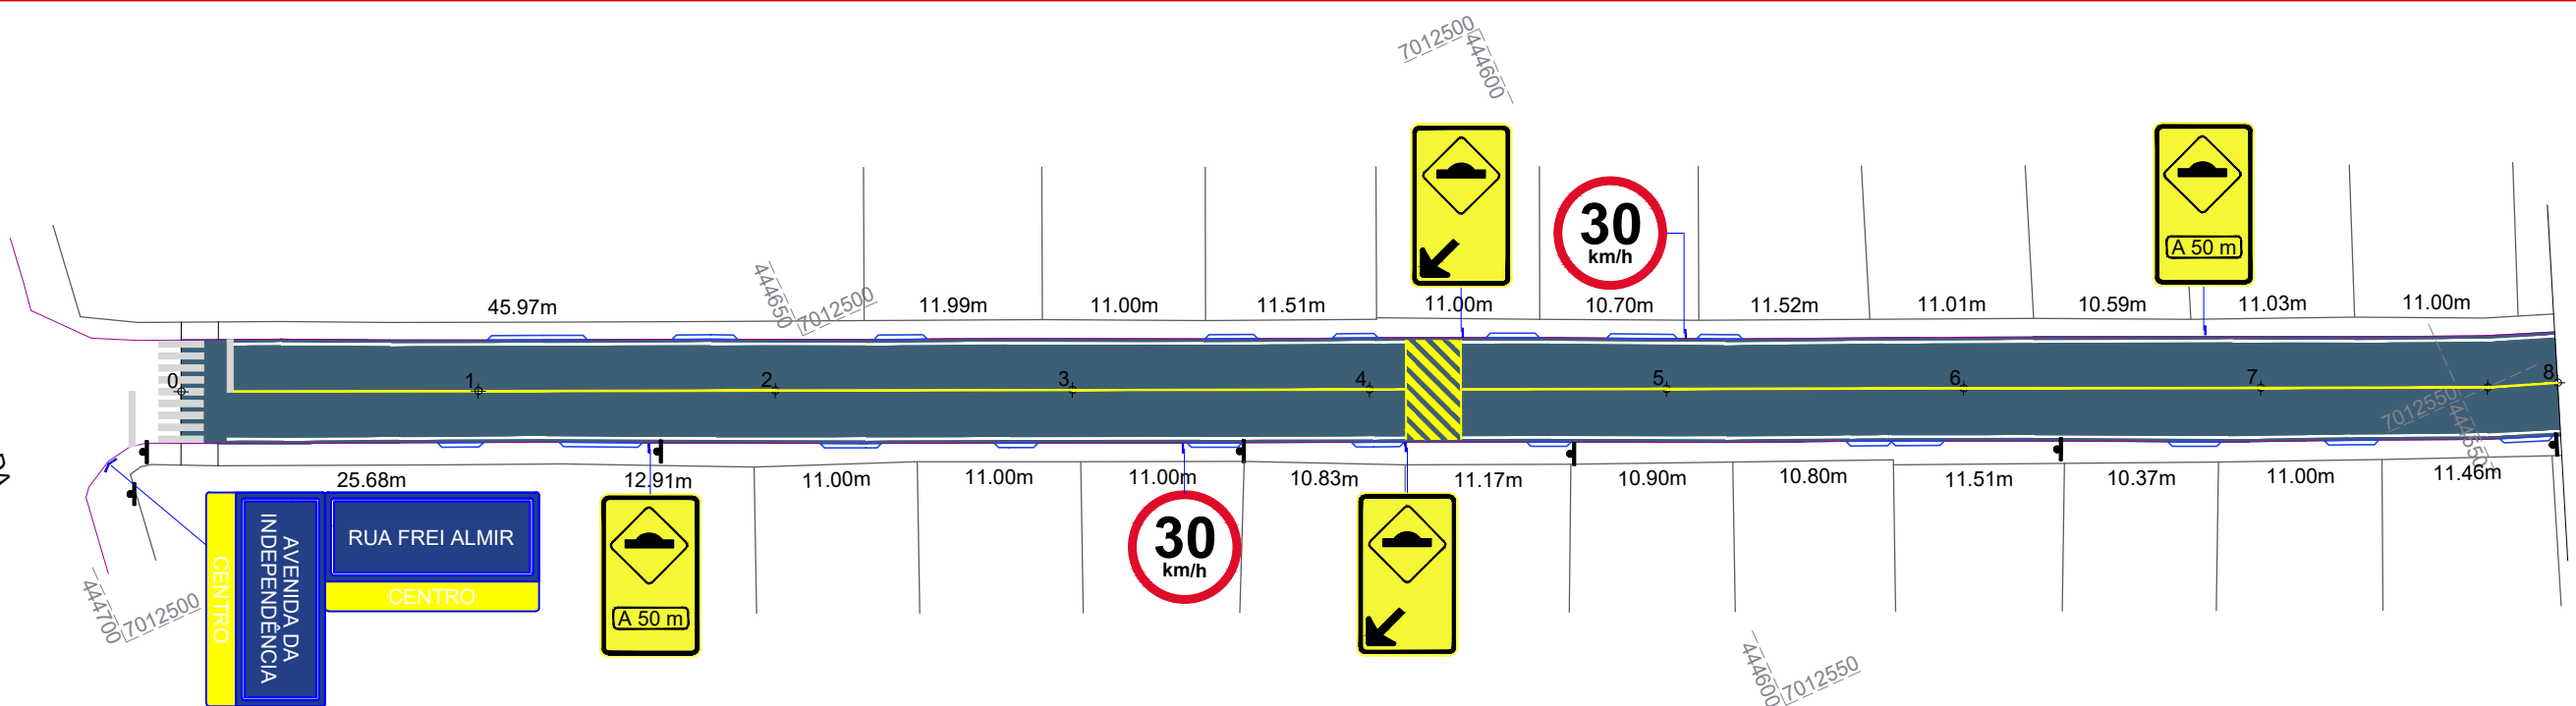 7012500
444600
30
km/h
A 50 m
444650
7012500
45.97m
11.99m
11.00m
11.51m
11.00m
10.70m
11.52m
11.01m
10.59m
11.03m
11.00m
0
1
2
3
4
5
6
7
8
7012550
444550
25.68m
12.91m
11.00m
11.00m
11.00m
10.83m
11.17m
10.90m
10.80m
11.51m
10.37m
11.00m
11.46m
DA
CENTRO
AVENIDA DA
INDEPENDÊNCIA
RUA FREI ALMIR
CENTRO
A 50 m
30
km/h
444700
7012500
444600
7012550